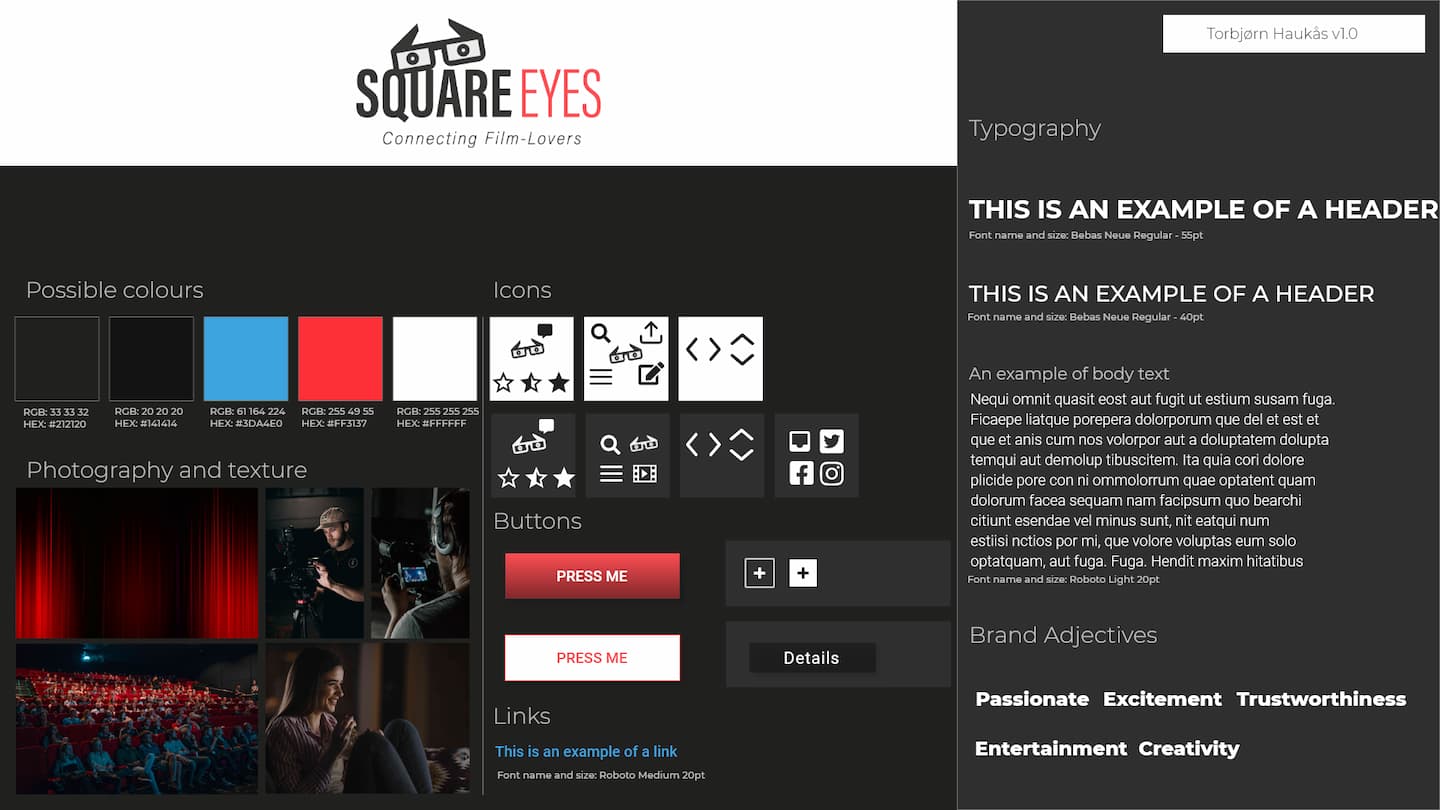 SQUARE EYES
Connecting Film-Lovers
Possible colours
RGB: 33 33 32
HEX: #212120
RGB: 20 20 20
HEX: #141414
RGB: 61 164 224
HEX: #3DA4E0
RGB: 255 49 55
HEX: #FF3137
RGB: 255 255 255
HEX: #FFFFFF
Photography and texture
Icons
Buttons
PRESS ME
PRESS ME
Details
Links
This is an example of a link
Font name and size: Roboto Medium 20pt
Torbjørn Haukås v1.0
Typography
THIS IS AN EXAMPLE OF A HEADER
Font name and size: Bebas Neue Regular - 55pt
THIS IS AN EXAMPLE OF A HEADER
Font name and size: Bebas Neue Regular - 40pt
An example of body text
Nequi omnit quasit eost aut fugit ut estium susam fuga.
Ficaepe liatque porepera dolorporum que del et est et
que et anis cum nos volorpor aut a doluptatem dolupta
temqui aut demolup tibuscitem. Ita quia cori dolore
plicide pore con ni ommolorrum quae optatent quam
dolorum facea sequam nam facipsum quo bearchi
citiunt esendae vel minus sunt, nit eatqui num
estiisi nctios por mi, que volore voluptas eum solo
optatquam, aut fuga. Fuga. Hendit maxim hitatibus
Font name and size: Roboto Light 20pt
Brand Adjectives
Passionate Excitement Trustworthiness
Entertainment Creativity